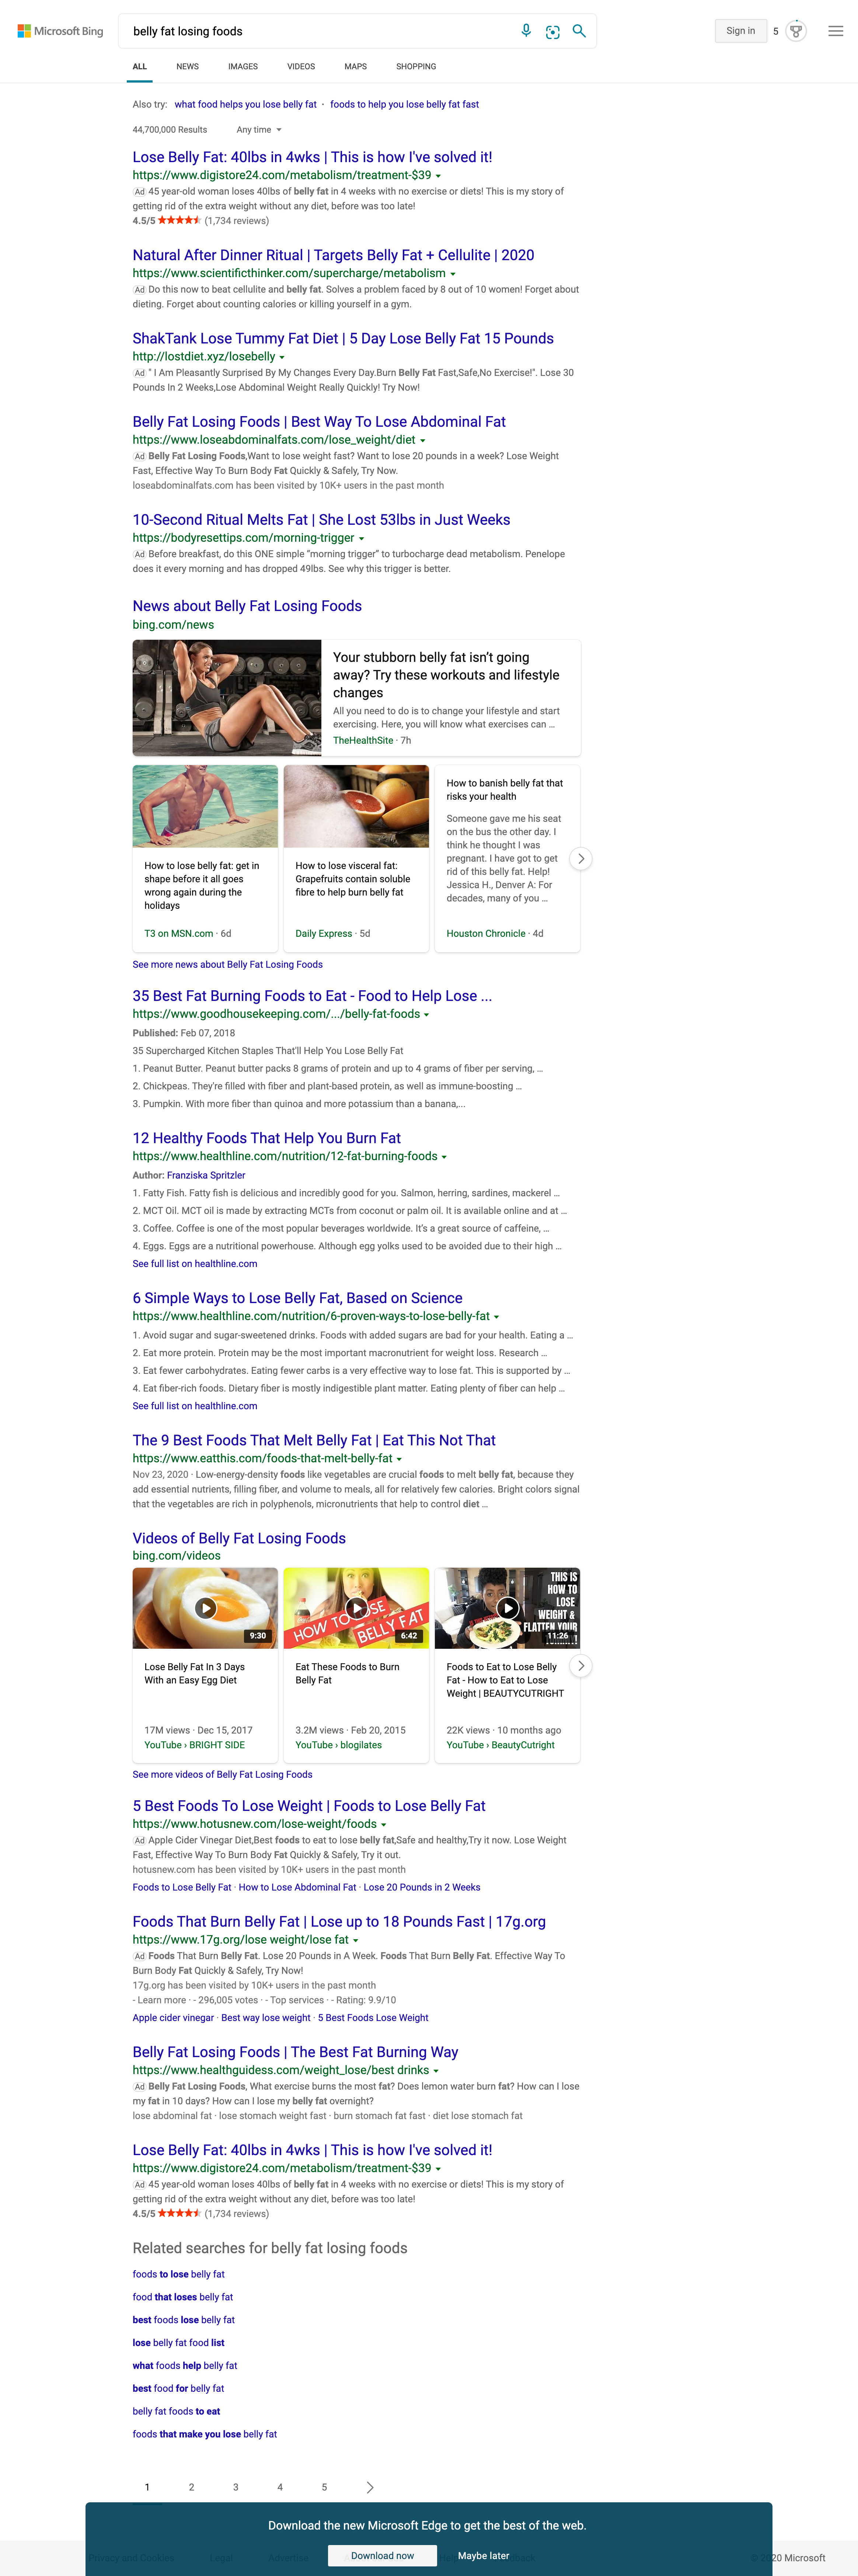 Microsoft Bing
belly fat losing foods
Sign in
5
ALL
NEWS
IMAGES
VIDEOS
MAPS
SHOPPING
Also try: what food helps you lose belly fat · foods to help you lose belly fat fast
44,700,000 Results
Any time
Lose Belly Fat: 40lbs in 4wks | This is how I've solved it!
https://www.digistore24.com/metabolism/treatment-$39
Ad 45 year-old woman loses 40lbs of belly fat in 4 weeks with no exercise or diets! This is my story of
getting rid of the extra weight without any diet, before was too late!
4.5/5 (1,734 reviews)
Natural After Dinner Ritual | Targets Belly Fat + Cellulite | 2020
https://www.scientificthinker.com/supercharge/metabolism
Ad Do this now to beat cellulite and belly fat. Solves a problem faced by 8 out of 10 women! Forget about
dieting. Forget about counting calories or killing yourself in a gym.
ShakTank Lose Tummy Fat Diet | 5 Day Lose Belly Fat 15 Pounds
http://lostdiet.xyz/losebelly
Ad " I Am Pleasantly Surprised By My Changes Every Day.Burn Belly Fat Fast,Safe,No Exercise!". Lose 30
Pounds In 2 Weeks,Lose Abdominal Weight Really Quickly! Try Now!
Belly Fat Losing Foods | Best Way To Lose Abdominal Fat
https://www.loseabdominalfats.com/lose_weight/diet
Ad Belly Fat Losing Foods,Want to lose weight fast? Want to lose 20 pounds in a week? Lose Weight
Fast, Effective Way To Burn Body Fat Quickly & Safely, Try Now.
loseabdominalfats.com has been visited by 10K+ users in the past month
10-Second Ritual Melts Fat | She Lost 53lbs in Just Weeks
https://bodyresettips.com/morning-trigger
Ad Before breakfast, do this ONE simple “morning trigger” to turbocharge dead metabolism. Penelope
does it every morning and has dropped 49lbs. See why this trigger is better.
News about Belly Fat Losing Foods
bing.com/news
Your stubborn belly fat isn’t going
away? Try these workouts and lifestyle
changes
All you need to do is to change your lifestyle and start
exercising. Here, you will know what exercises can ...
TheHealthSite · 7h
How to lose belly fat: get in
shape before it all goes
wrong again during the
holidays
T3 on MSN.com · 6d
How to lose visceral fat:
Grapefruits contain soluble
fibre to help burn belly fat
Daily Express · 5d
How to banish belly fat that
risks your health
Someone gave me his seat
on the bus the other day. I
think he thought I was
pregnant. I have got to get
rid of this belly fat. Help!
Jessica H., Denver A: For
decades, many of you ...
Houston Chronicle · 4d
See more news about Belly Fat Losing Foods
35 Best Fat Burning Foods to Eat - Food to Help Lose ...
https://www.goodhousekeeping.com/.../belly-fat-foods
Published: Feb 07, 2018
35 Supercharged Kitchen Staples That'll Help You Lose Belly Fat
1. Peanut Butter. Peanut butter packs 8 grams of protein and up to 4 grams of fiber per serving, ...
2. Chickpeas. They're filled with fiber and plant-based protein, as well as immune-boosting ...
3. Pumpkin. With more fiber than quinoa and more potassium than a banana,...
12 Healthy Foods That Help You Burn Fat
https://www.healthline.com/nutrition/12-fat-burning-foods
Author: Franziska Spritzler
1. Fatty Fish. Fatty fish is delicious and incredibly good for you. Salmon, herring, sardines, mackerel ...
2. MCT Oil. MCT oil is made by extracting MCTs from coconut or palm oil. It is available online and at ...
3. Coffee. Coffee is one of the most popular beverages worldwide. It’s a great source of caffeine, ...
4. Eggs. Eggs are a nutritional powerhouse. Although egg yolks used to be avoided due to their high ...
See full list on healthline.com
6 Simple Ways to Lose Belly Fat, Based on Science
https://www.healthline.com/nutrition/6-proven-ways-to-lose-belly-fat
1. Avoid sugar and sugar-sweetened drinks. Foods with added sugars are bad for your health. Eating a ...
2. Eat more protein. Protein may be the most important macronutrient for weight loss. Research ...
3. Eat fewer carbohydrates. Eating fewer carbs is a very effective way to lose fat. This is supported by ...
4. Eat fiber-rich foods. Dietary fiber is mostly indigestible plant matter. Eating plenty of fiber can help ...
See full list on healthline.com
The 9 Best Foods That Melt Belly Fat | Eat This Not That
https://www.eatthis.com/foods-that-melt-belly-fat
Nov 23, 2020 · Low-energy-density foods like vegetables are crucial foods to melt belly fat, because they
add essential nutrients, filling fiber, and volume to meals, all for relatively few calories. Bright colors signal
that the vegetables are rich in polyphenols, micronutrients that help to control diet ...
Videos of Belly Fat Losing Foods
bing.com/videos
9:30
Lose Belly Fat In 3 Days
With an Easy Egg Diet
17M views · Dec 15, 2017
YouTube › BRIGHT SIDE
HOW TO LOSE
BELLY FAT
6:42
Eat These Foods to Burn
Belly Fat
3.2M views · Feb 20, 2015
YouTube › blogilates
THIS IS
HOW TO
LOSE
WEIGHT &
FLATTEN YOUR
11:26
Foods to Eat to Lose Belly
Fat - How to Eat to Lose
Weight | BEAUTYCUTRIGHT
22K views · 10 months ago
YouTube › BeautyCutright
See more videos of Belly Fat Losing Foods
5 Best Foods To Lose Weight | Foods to Lose Belly Fat
https://www.hotusnew.com/lose-weight/foods
Ad Apple Cider Vinegar Diet,Best foods to eat to lose belly fat,Safe and healthy,Try it now. Lose Weight
Fast, Effective Way To Burn Body Fat Quickly & Safely, Try it out.
hotusnew.com has been visited by 10K+ users in the past month
Foods to Lose Belly Fat · How to Lose Abdominal Fat · Lose 20 Pounds in 2 Weeks
Foods That Burn Belly Fat | Lose up to 18 Pounds Fast | 17g.org
https://www.17g.org/lose weight/lose fat
Ad Foods That Burn Belly Fat. Lose 20 Pounds in A Week. Foods That Burn Belly Fat. Effective Way To
Burn Body Fat Quickly & Safely, Try Now!
17g.org has been visited by 10K+ users in the past month
- Learn more · - 296,005 votes · - Top services · - Rating: 9.9/10
Apple cider vinegar · Best way lose weight · 5 Best Foods Lose Weight
Belly Fat Losing Foods | The Best Fat Burning Way
https://www.healthguidess.com/weight_lose/best drinks
Ad Belly Fat Losing Foods, What exercise burns the most fat? Does lemon water burn fat? How can I lose
my fat in 10 days? How can I lose my belly fat overnight?
lose abdominal fat · lose stomach weight fast · burn stomach fat fast · diet lose stomach fat
Lose Belly Fat: 40lbs in 4wks | This is how I've solved it!
https://www.digistore24.com/metabolism/treatment-$39
Ad 45 year-old woman loses 40lbs of belly fat in 4 weeks with no exercise or diets! This is my story of
getting rid of the extra weight without any diet, before was too late!
4.5/5 (1,734 reviews)
Related searches for belly fat losing foods
foods to lose belly fat
food that loses belly fat
best foods lose belly fat
lose belly fat food list
what foods help belly fat
best food for belly fat
belly fat foods to eat
foods that make you lose belly fat
1
2
3
4
5
Download the new Microsoft Edge to get the best of the web.
Download now
Maybe later
Privacy and Cookies
Legal
Advertise
20 Microsoft